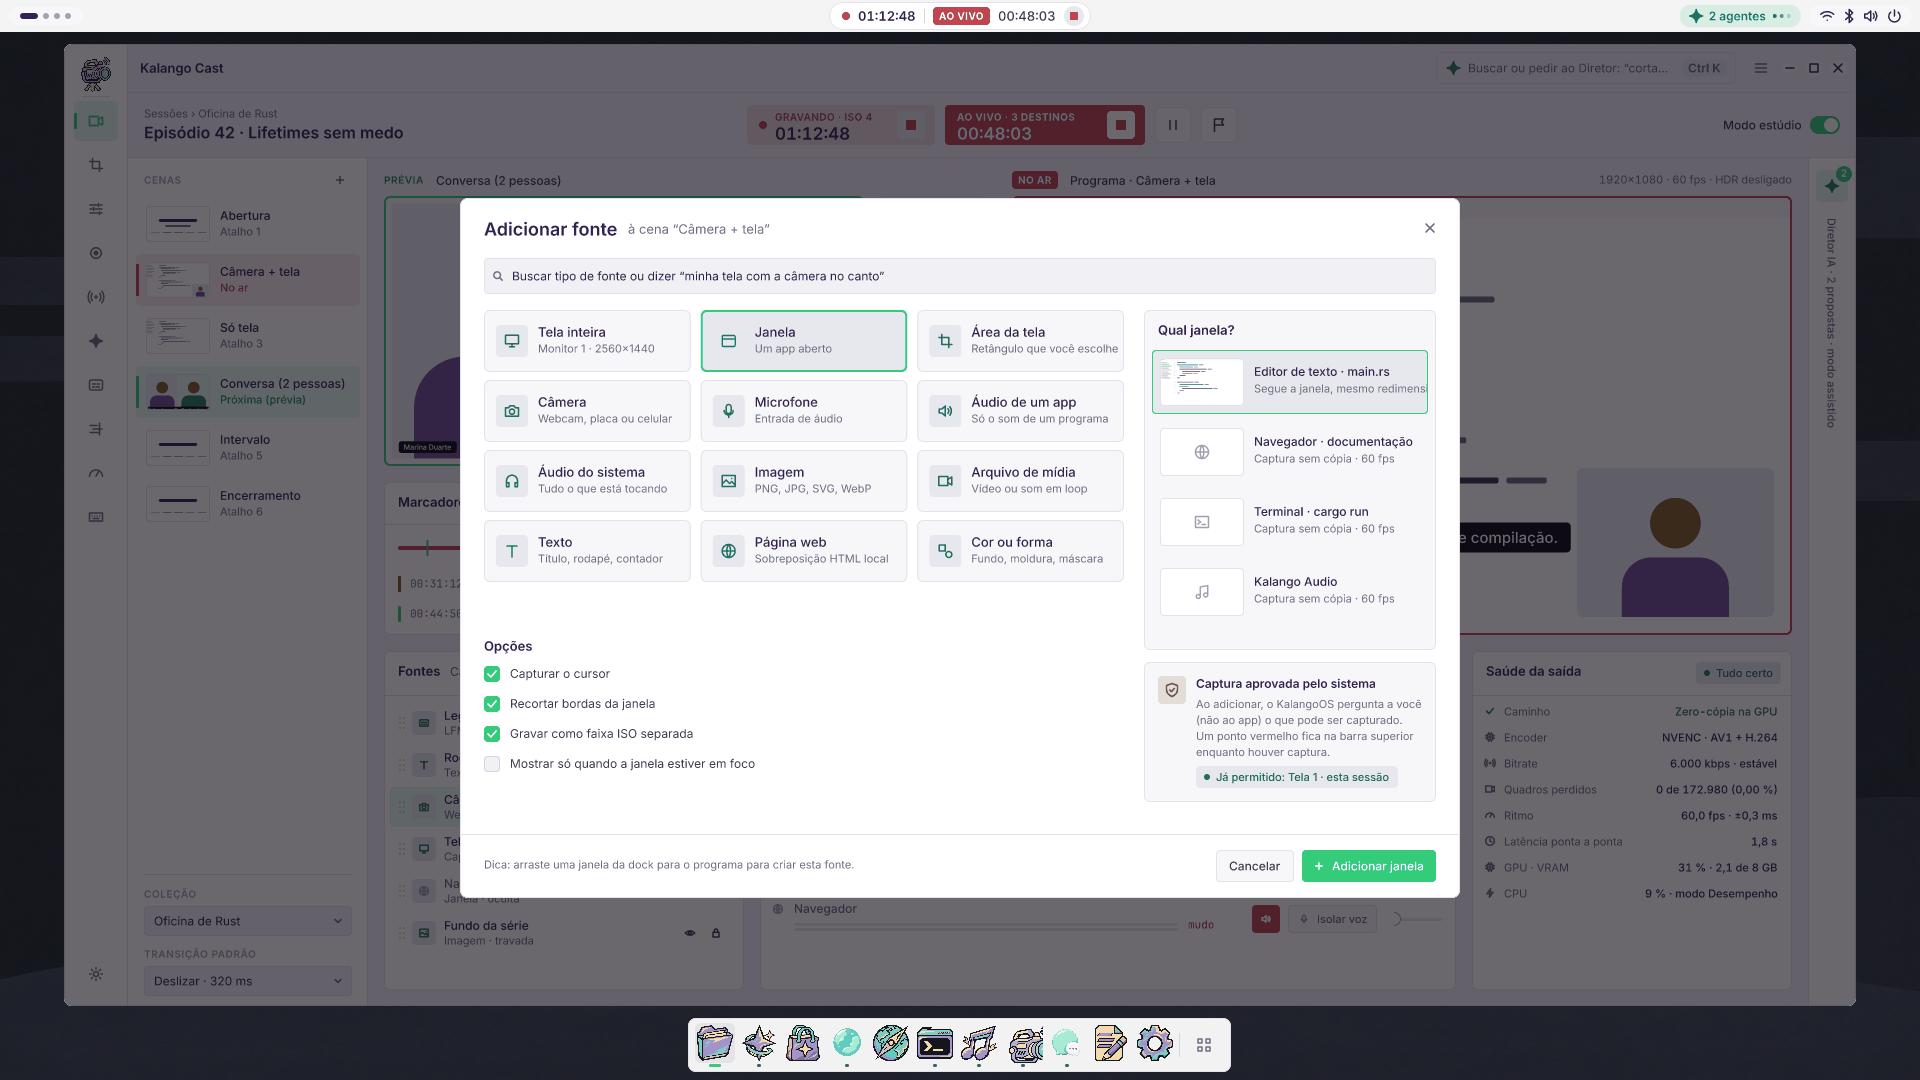 01:12:48 AO VIVO 00:48:03
2 agentes
Kalango Cast
Buscar ou pedir ao Diretor: “corta… Ctrl K
Sessões › Oficina de Rust
Episódio 42 · Lifetimes sem medo
GRAVANDO · ISO 4
01:12:48
AO VIVO · 3 DESTINOS
00:48:03
Modo estúdio
CENAS
Abertura
Atalho 1
Câmera + tela
No ar
Só tela
Atalho 3
Conversa (2 pessoas)
Próxima (prévia)
Intervalo
Atalho 5
Encerramento
Atalho 6
COLEÇÃO
Oficina de Rust
TRANSIÇÃO PADRÃO
Deslizar · 320 ms
PRÉVIA Conversa (2 pessoas)
NO AR Programa · Câmera + tela
1920×1080 · 60 fps · HDR desligado
2
Diretor IA · 2 propostas · modo assistido
Marina Duarte
Marcador
00:31:12
00:44:50
e compilação.
Fontes
Adicionar fonte à cena “Câmera + tela”
Buscar tipo de fonte ou dizer “minha tela com a câmera no canto”
Tela inteira
Monitor 1 · 2560×1440
Janela
Um app aberto
Área da tela
Retângulo que você escolhe
Câmera
Webcam, placa ou celular
Microfone
Entrada de áudio
Áudio de um app
Só o som de um programa
Áudio do sistema
Tudo o que está tocando
Imagem
PNG, JPG, SVG, WebP
Arquivo de mídia
Vídeo ou som em loop
Texto
Título, rodapé, contador
Página web
Sobreposição HTML local
Cor ou forma
Fundo, moldura, máscara
Opções
Capturar o cursor
Recortar bordas da janela
Gravar como faixa ISO separada
Mostrar só quando a janela estiver em foco
Qual janela?
Editor de texto · main.rs
Segue a janela, mesmo redimensi
Navegador · documentação
Captura sem cópia · 60 fps
Terminal · cargo run
Captura sem cópia · 60 fps
Kalango Audio
Captura sem cópia · 60 fps
Captura aprovada pelo sistema
Ao adicionar, o KalangoOS pergunta a você
(não ao app) o que pode ser capturado.
Um ponto vermelho fica na barra superior
enquanto houver captura.
Já permitido: Tela 1 · esta sessão
Dica: arraste uma janela da dock para o programa para criar esta fonte.
Cancelar
+ Adicionar janela
Janela · oculta
Fundo da série
Imagem · travada
Navegador
mudo
Isolar voz
Saúde da saída
Tudo certo
Caminho Zero-cópia na GPU
Encoder NVENC · AV1 + H.264
Bitrate 6.000 kbps · estável
Quadros perdidos 0 de 172.980 (0,00 %)
Ritmo 60,0 fps · ±0,3 ms
Latência ponta a ponta 1,8 s
GPU · VRAM 31 % · 2,1 de 8 GB
CPU 9 % · modo Desempenho